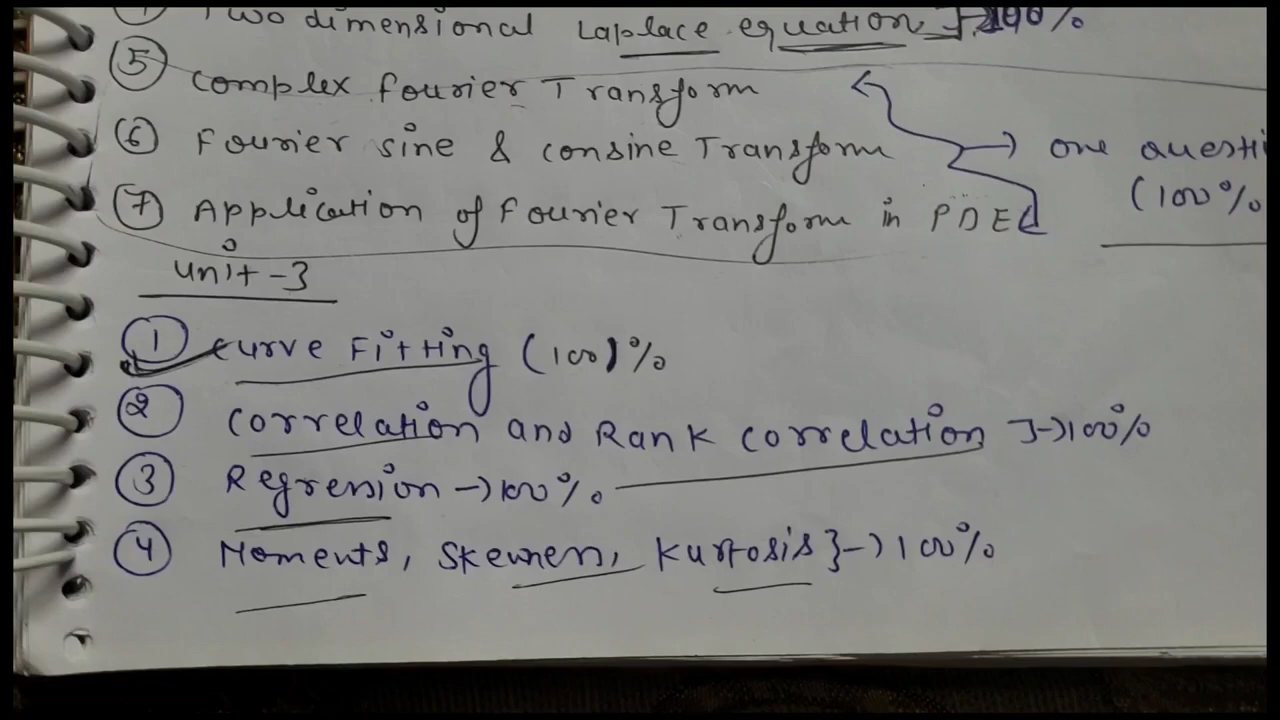 Two dimensional Laplace equation } 100%
⑤ Complex Fourier Transform
⑥ Fourier sine & consine Transform → one questi
⑦ Application of Fourier Transform in PDE (100%
Unit-3
① Curve Fitting (100)%
② Correlation and Rank Correlation ]→100%
③ Regression →100%
④ Moments, Skewness, Kurtosis }→100%